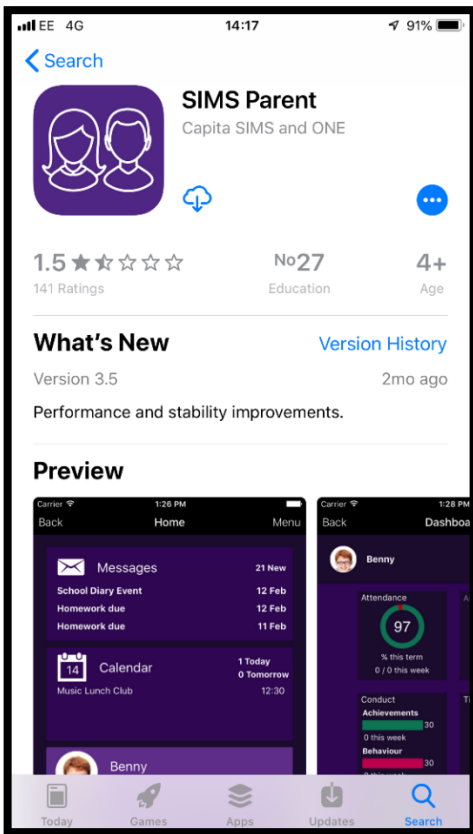 EE 4G 14:17 91%
Search
SIMS Parent
Capita SIMS and ONE
1.5 No27 4+
141 Ratings Education Age
What's New Version History
Version 3.5 2mo ago
Performance and stability improvements.
Preview
Carrier 1:26 PM
Back Home Menu
Messages 21 New
School Diary Event 12 Feb
Homework due 12 Feb
Homework due 11 Feb
14 Calendar 1 Today
0 Tomorrow
Music Lunch Club 12:30
Benny
Carrier 1:28 PM
Back Dashboa
Benny
Attendance
97
% this term
0 / 0 this week
Conduct
Achievements
30
0 this week
Behaviour
30
Today Games Apps Updates Search